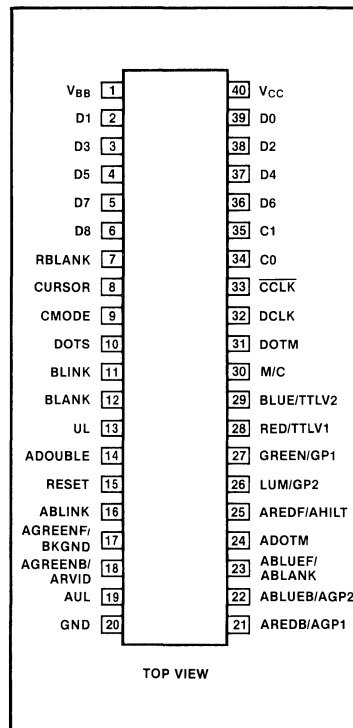 VBB 1 40 VCC
D1 2 39 D0
D3 3 38 D2
D5 4 37 D4
D7 5 36 D6
D8 6 35 C1
RBLANK 7 34 C0
CURSOR 8 33 CCLK
CMODE 9 32 DCLK
DOTS 10 31 DOTM
BLINK 11 30 M/C
BLANK 12 29 BLUE/TTLV2
UL 13 28 RED/TTLV1
ADOUBLE 14 27 GREEN/GP1
RESET 15 26 LUM/GP2
ABLINK 16 25 AREDF/AHILT
AGREENF/
BKGND 17 24 ADOTM
AGREENB/
ARVID 18 23 ABLUEF/
ABLANK
AUL 19 22 ABLUEB/AGP2
GND 20 21 AREDB/AGP1
TOP VIEW